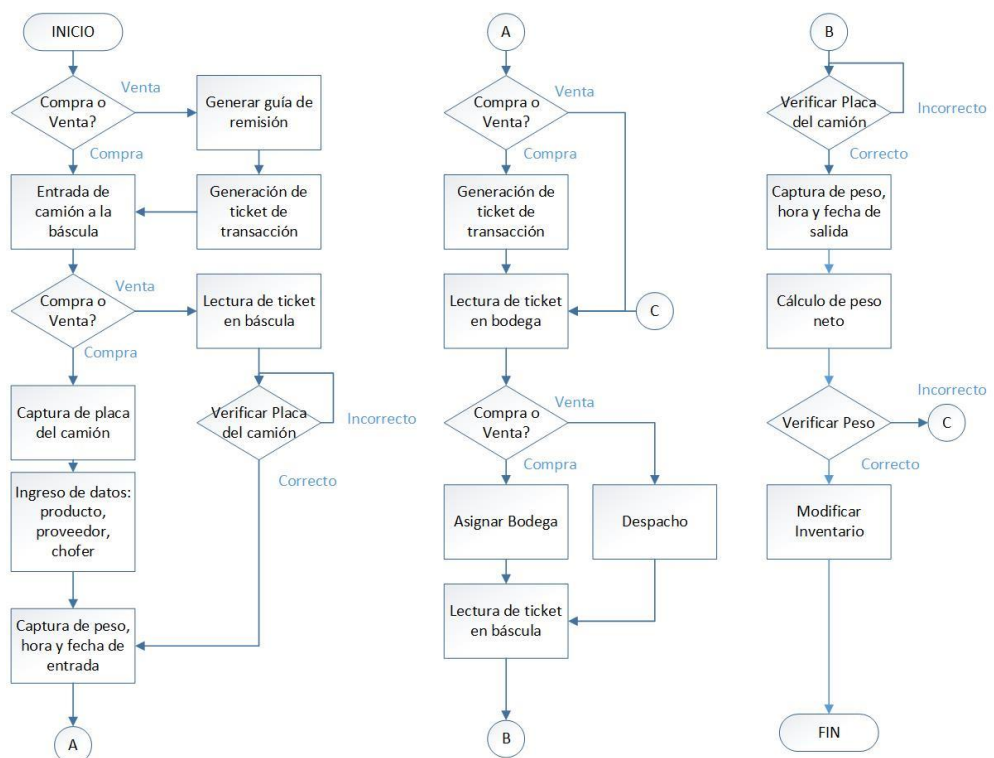 INICIO
Compra o
Venta?
Venta
Generar guía de
remisión
Compra
Entrada de
camión a la
báscula
Generación de
ticket de
transacción
Compra o
Venta?
Venta
Lectura de ticket
en báscula
Compra
Captura de placa
del camión
Verificar Placa
del camión
Incorrecto
Correcto
Ingreso de datos:
producto,
proveedor,
chofer
Captura de peso,
hora y fecha de
entrada
A
A
Compra o
Venta?
Venta
Compra
Generación de
ticket de
transacción
Lectura de ticket
en bodega
C
Compra o
Venta?
Venta
Compra
Asignar Bodega
Despacho
Lectura de ticket
en báscula
B
B
Verificar Placa
del camión
Incorrecto
Correcto
Captura de peso,
hora y fecha de
salida
Cálculo de peso
neto
Verificar Peso
Incorrecto
C
Correcto
Modificar
Inventario
FIN